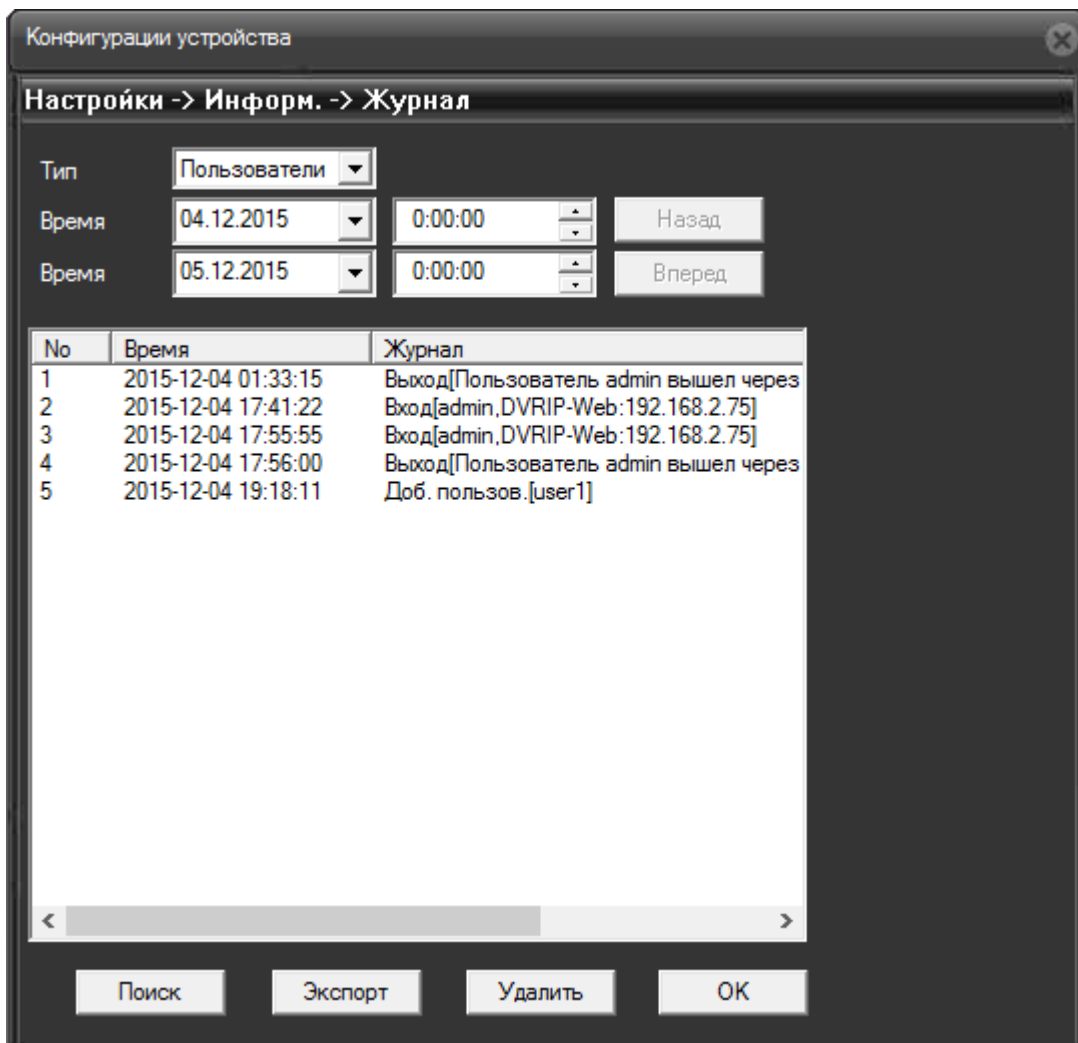 Конфигурации устройства
Настройки -> Информ. -> Журнал
Тип Пользователи
Время 04.12.2015 0:00:00 Назад
Время 05.12.2015 0:00:00 Вперед
No Время Журнал
1 2015-12-04 01:33:15 Выход[Пользователь admin вышел через
2 2015-12-04 17:41:22 Вход[admin,DVRIP-Web:192.168.2.75]
3 2015-12-04 17:55:55 Вход[admin,DVRIP-Web:192.168.2.75]
4 2015-12-04 17:56:00 Выход[Пользователь admin вышел через
5 2015-12-04 19:18:11 Доб. пользов.[user1]
Поиск Экспорт Удалить OK